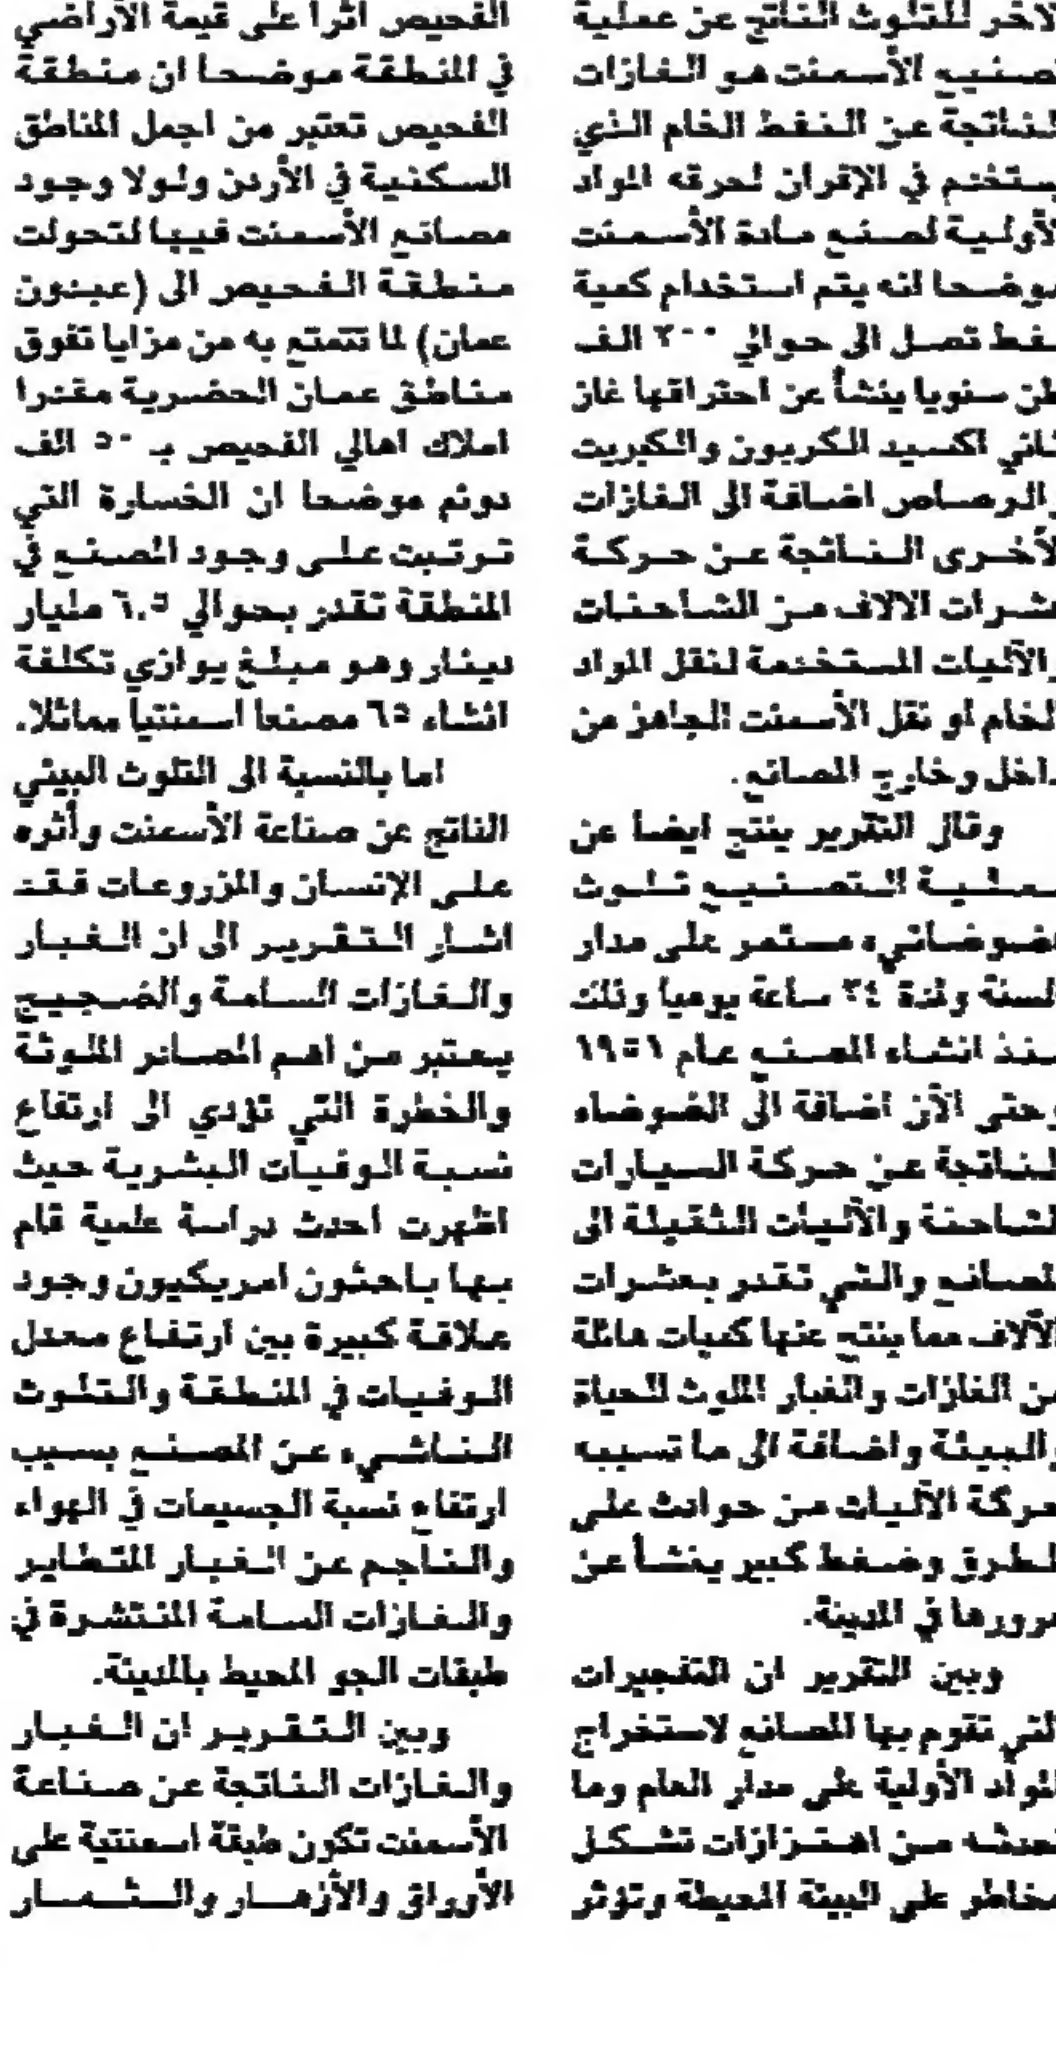 لاخر للتلوث الناتج عن عملية
تصنيع الأسمنت هو الغازات
لناتجة عن النفط الخام الذي
يستخدم في الإفران لحرقه المواد
لأولية لصنع مادة الأسمنت
موضحا انه يتم استخدام كمية
نفط تصل الى حوالي ٢٠٠ الف
طن سنويا ينشأ عن احتراقها غاز
ثاني اكسيد الكربون والكبريت
والرصاص اضافة الى الغازات
لأخرى الناتجة عن حركة
عشرات الالاف من الشاحنات
والآليات المستخدمة لنقل المواد
لخام او نقل الأسمنت الجاهز من
داخل وخارج المصانع.
وقال التقرير ينتج ايضا عن
عملية التصنيع تلوث
ضوضائي مستمر على مدار
لسنة ولمدة ٢٤ ساعة يوميا وذلك
منذ انشاء المصنع عام ١٩٥١
وحتى الآن اضافة الى الضوضاء
لناتجة عن حركة السيارات
لشاحنة والآليات الثقيلة الى
لمصانع والتي تقدر بعشرات
الآلاف مما ينتج عنها كميات هائلة
من الغازات والغبار الملوث للحياة
والبيئة واضافة الى ما تسببه
حركة الآليات من حوادث على
لطرق وضغط كبير ينشأ عن
مرورها في المدينة.
وبين التقرير ان التفجيرات
لتي تقوم بها المصانع لاستخراج
لمواد الأولية على مدار العام وما
تحدثه من اهتزازات تشكل
مخاطر على البيئة المحيطة وتؤثر
الفحيص اثرا على قيمة الأراضي
في المنطقة موضحا ان منطقة
الفحيص تعتبر من اجمل المناطق
السكنية في الأردن ولولا وجود
مصانع الأسمنت فيها لتحولت
منطقة الفحيص الى (عبدون
عمان) لما تتمتع به من مزايا تفوق
مناطق عمان الحضرية مقدرا
املاك اهالي الفحيص بـ ٥٠ الف
دونم موضحا ان الخسارة التي
ترتبت على وجود المصنع في
المنطقة تقدر بحوالي ٦.٥ مليار
دينار وهو مبلغ يوازي تكلفة
انشاء ٦٥ مصنعا اسمنتيا مماثلا.
اما بالنسبة الى التلوث البيئي
الناتج عن صناعة الأسمنت وأثره
على الإنسان والمزروعات فقد
اشار التقرير الى ان الغبار
والغازات السامة والضجيج
يعتبر من اهم المصادر الملوثة
والخطرة التي تؤدي الى ارتفاع
نسبة الوفيات البشرية حيث
اظهرت احدث دراسة علمية قام
بها باحثون امريكيون وجود
علاقة كبيرة بين ارتفاع معدل
الوفيات في المنطقة والتلوث
الناشيء عن المصنع بسبب
ارتفاع نسبة الجسيمات في الهواء
والناجم عن الغبار المتطاير
والغازات السامة المنتشرة في
طبقات الجو المحيط بالمدينة.
وبين التقرير ان الغبار
والغازات الناتجة عن صناعة
الأسمنت تكون طبقة اسمنتية على
الأوراق والأزهار والثمار